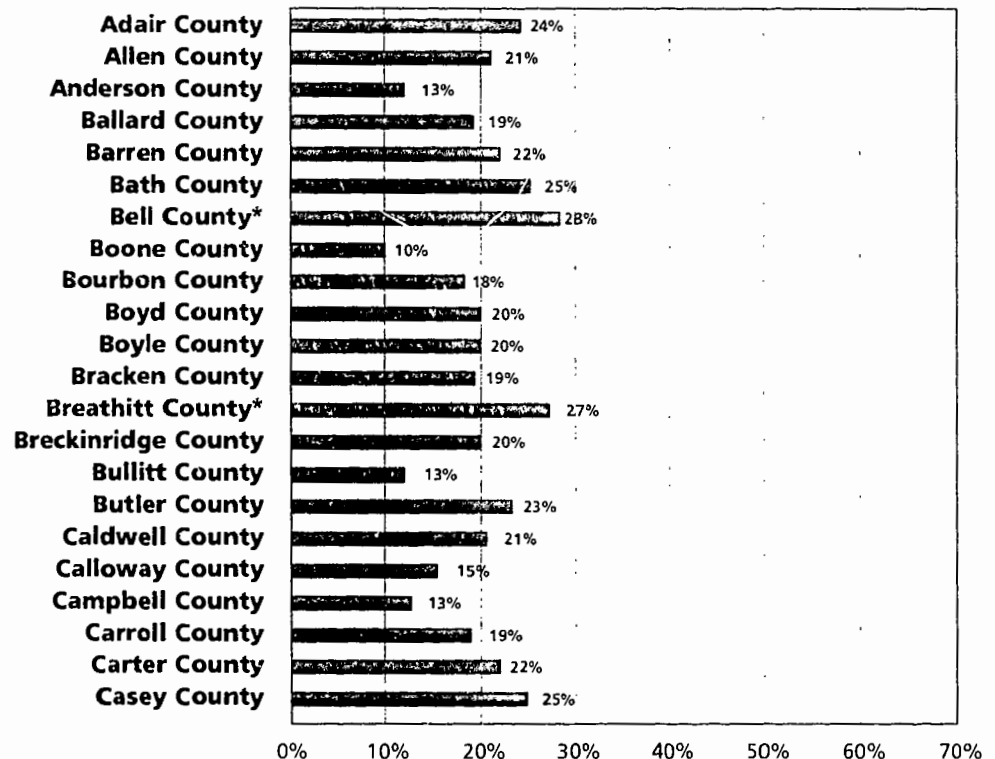 Adair County 24%
Allen County 21%
Anderson County 13%
Ballard County 19%
Barren County 22%
Bath County 25%
Bell County* 28%
Boone County 10%
Bourbon County 18%
Boyd County 20%
Boyle County 20%
Bracken County 19%
Breathitt County* 27%
Breckinridge County 20%
Bullitt County 13%
Butler County 23%
Caldwell County 21%
Calloway County 15%
Campbell County 13%
Carroll County 19%
Carter County 22%
Casey County 25%
0% 10% 20% 30% 40% 50% 60% 70%